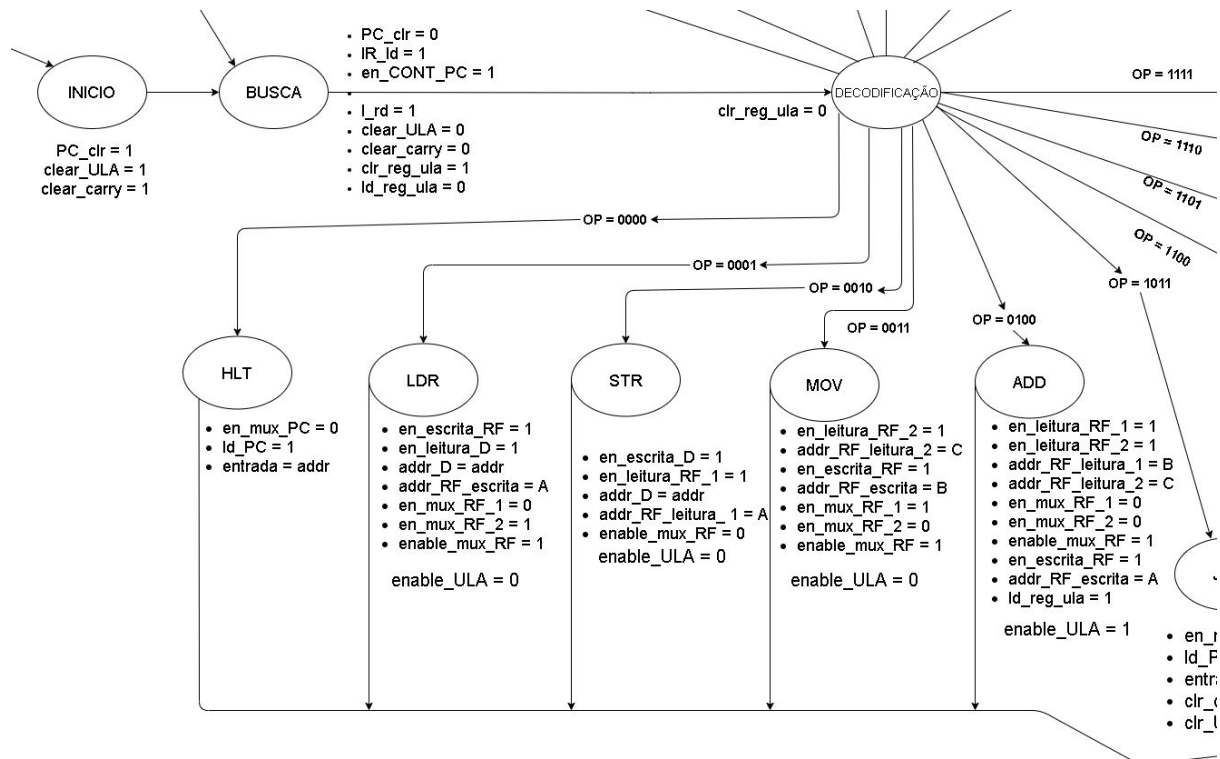 INICIO
PC_clr = 1
clear_ULA = 1
clear_carry = 1
BUSCA
• PC_clr = 0
• IR_ld = 1
• en_CONT_PC = 1
•
• I_rd = 1
• clear_ULA = 0
• clear_carry = 0
• clr_reg_ula = 1
• ld_reg_ula = 0
DECODIFICAÇÃO
clr_reg_ula = 0
OP = 1111
OP = 1110
OP = 1101
OP = 1100
OP = 1011
OP = 0000
OP = 0001
OP = 0010
OP = 0011
OP = 0100
HLT
• en_mux_PC = 0
• ld_PC = 1
• entrada = addr
LDR
• en_escrita_RF = 1
• en_leitura_D = 1
• addr_D = addr
• addr_RF_escrita = A
• en_mux_RF_1 = 0
• en_mux_RF_2 = 1
• enable_mux_RF = 1
enable_ULA = 0
STR
• en_escrita_D = 1
• en_leitura_RF_1 = 1
• addr_D = addr
• addr_RF_leitura_1 = A
• enable_mux_RF = 0
enable_ULA = 0
MOV
• en_leitura_RF_2 = 1
• addr_RF_leitura_2 = C
• en_escrita_RF = 1
• addr_RF_escrita = B
• en_mux_RF_1 = 1
• en_mux_RF_2 = 0
• enable_mux_RF = 1
enable_ULA = 0
ADD
• en_leitura_RF_1 = 1
• en_leitura_RF_2 = 1
• addr_RF_leitura_1 = B
• addr_RF_leitura_2 = C
• en_mux_RF_1 = 0
• en_mux_RF_2 = 0
• enable_mux_RF = 1
• en_escrita_RF = 1
• addr_RF_escrita = A
• ld_reg_ula = 1
enable_ULA = 1